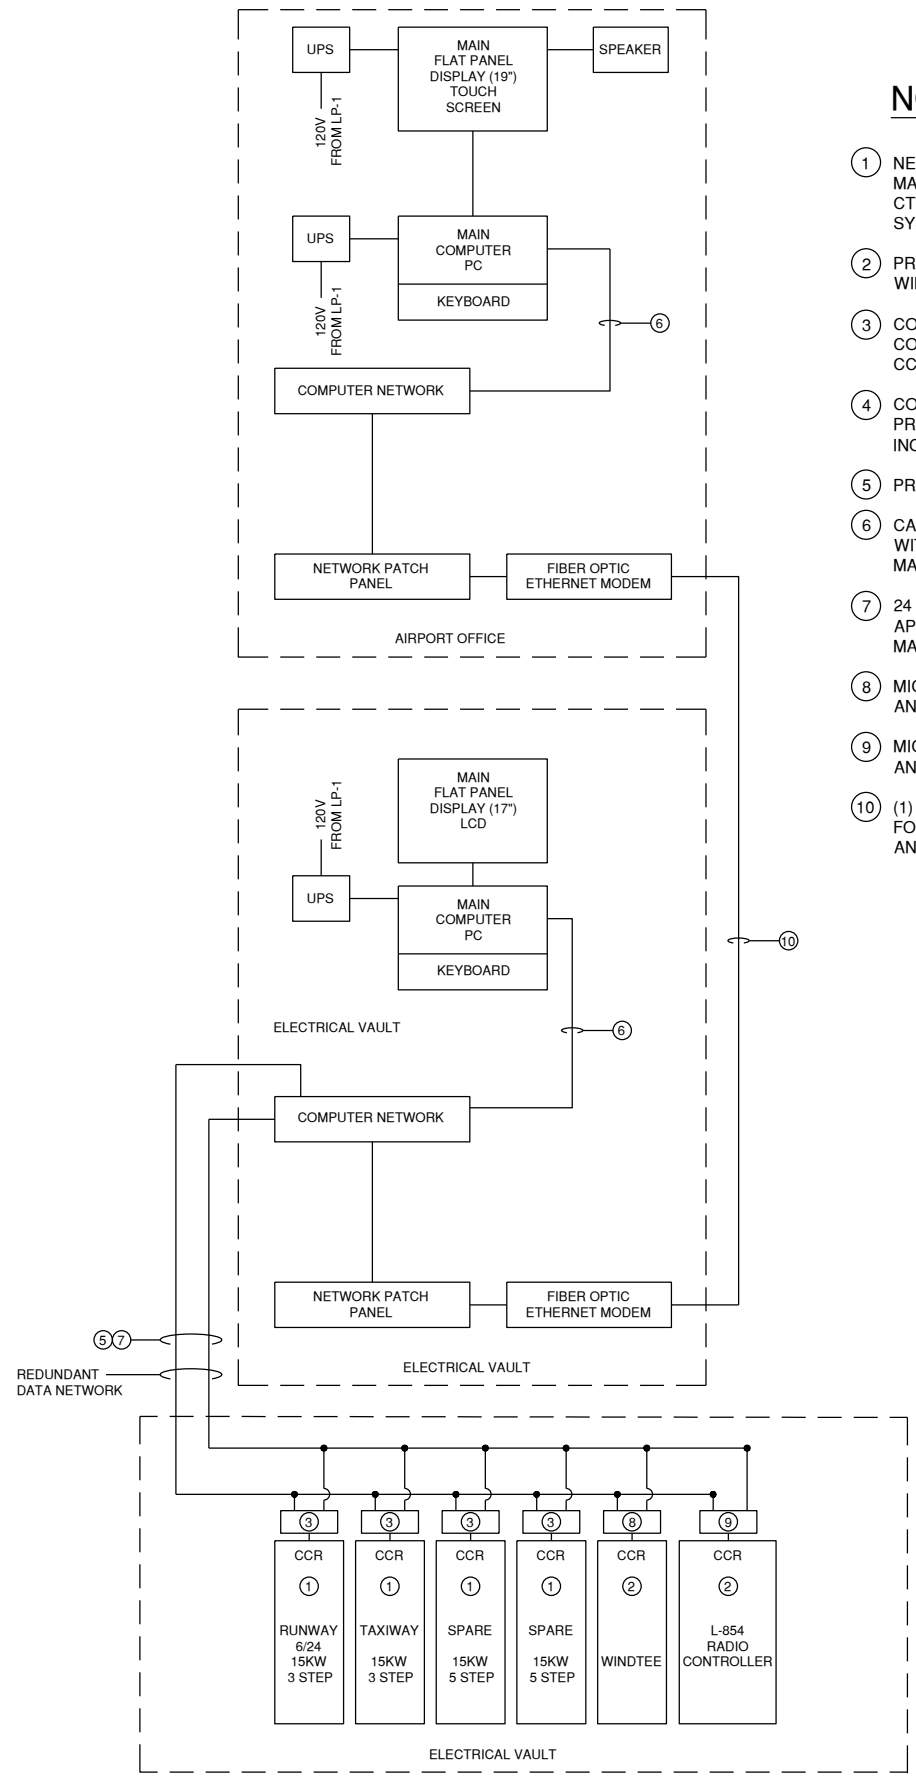 UPS
MAIN
FLAT PANEL
DISPLAY (19")
TOUCH
SCREEN
SPEAKER
120V
FROM LP-1
UPS
MAIN
COMPUTER
PC
KEYBOARD
120V
FROM LP-1
6
COMPUTER NETWORK
NETWORK PATCH
PANEL
FIBER OPTIC
ETHERNET MODEM
AIRPORT OFFICE
MAIN
FLAT PANEL
DISPLAY (17")
LCD
120V
FROM LP-1
UPS
MAIN
COMPUTER
PC
KEYBOARD
10
ELECTRICAL VAULT
6
COMPUTER NETWORK
NETWORK PATCH
PANEL
FIBER OPTIC
ETHERNET MODEM
5 7
ELECTRICAL VAULT
REDUNDANT
DATA NETWORK
3
3
3
3
8
9
CCR
1
RUNWAY
6/24
15KW
3 STEP
CCR
1
TAXIWAY
15KW
3 STEP
CCR
1
SPARE
15KW
5 STEP
CCR
1
SPARE
15KW
5 STEP
CCR
2
WINDTEE
CCR
2
L-854
RADIO
CONTROLLER
ELECTRICAL VAULT
1 NE
MA
CT
SY
2 PR
WI
3 CO
CO
CC
4 CO
PR
INC
5 PR
6 CA
WI
MA
7 24
AP
MA
8 MIC
AN
9 MIC
AN
10 (1)
FO
AN